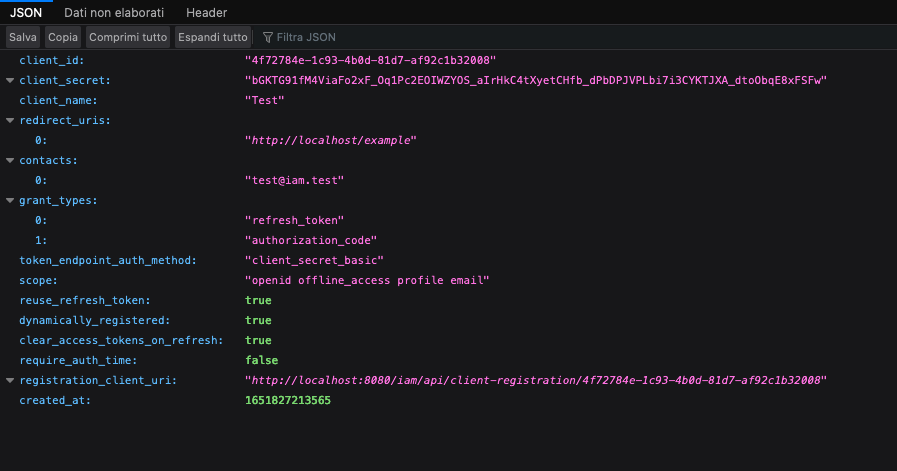 JSON Dati non elaborati Header
Salva Copia Comprimi tutto Espandi tutto Filtra JSON
client_id: "4f72784e-1c93-4b0d-81d7-af92c1b32008"
client_secret: "bGKTG91fM4ViaFo2xF_Oq1Pc2EOIWZYOS_aIrHkC4tXyetCHfb_dPbDPJVPLbi7i3CYKTJXA_dtoObqE8xFSFw"
client_name: "Test"
redirect_uris:
0: "http://localhost/example"
contacts:
0: "test@iam.test"
grant_types:
0: "refresh_token"
1: "authorization_code"
token_endpoint_auth_method: "client_secret_basic"
scope: "openid offline_access profile email"
reuse_refresh_token: true
dynamically_registered: true
clear_access_tokens_on_refresh: true
require_auth_time: false
registration_client_uri: "http://localhost:8080/iam/api/client-registration/4f72784e-1c93-4b0d-81d7-af92c1b32008"
created_at: 1651827213565